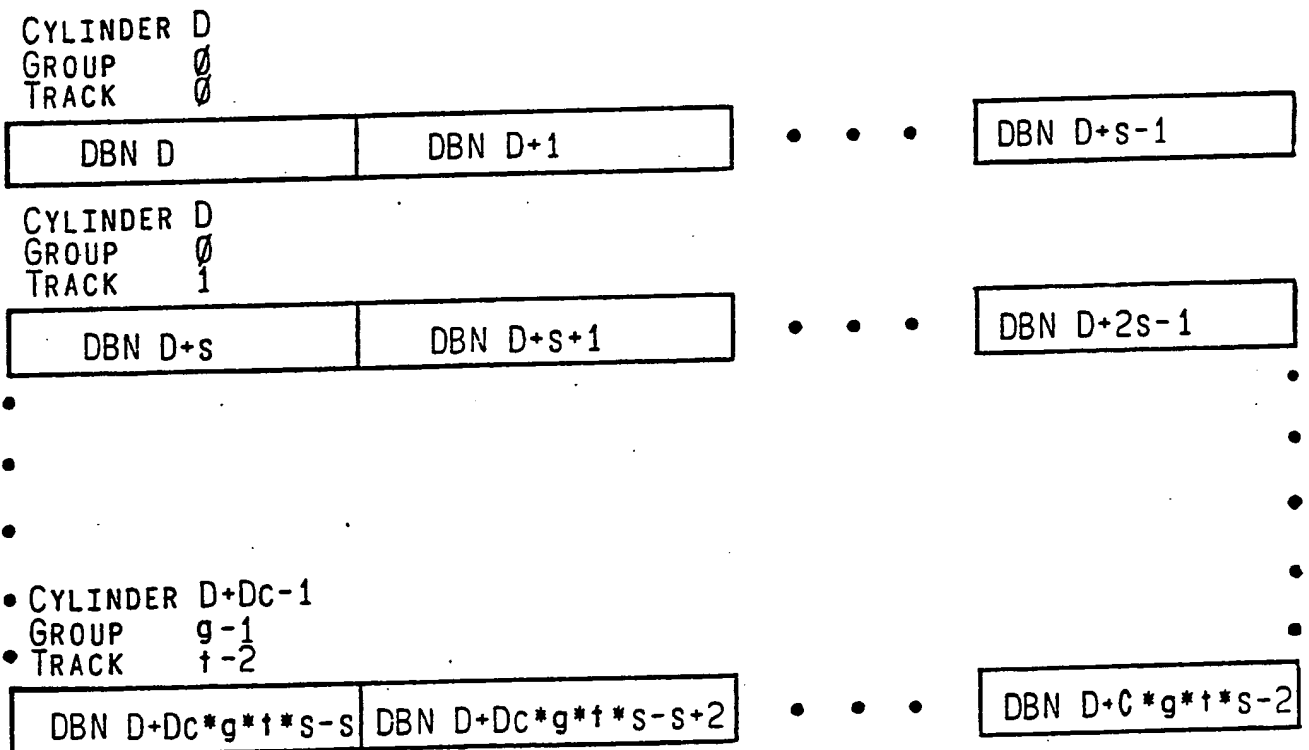 CYLINDER D
GROUP Ø
TRACK Ø
DBN D DBN D+1 • • • DBN D+s-1
CYLINDER D
GROUP Ø
TRACK 1
DBN D+s DBN D+s+1 • • • DBN D+2s-1
CYLINDER D+Dc-1
GROUP g-1
TRACK t-2
DBN D+Dc*g*t*s-s DBN D+Dc*g*t*s-s+2 • • • DBN D+C*g*t*s-2